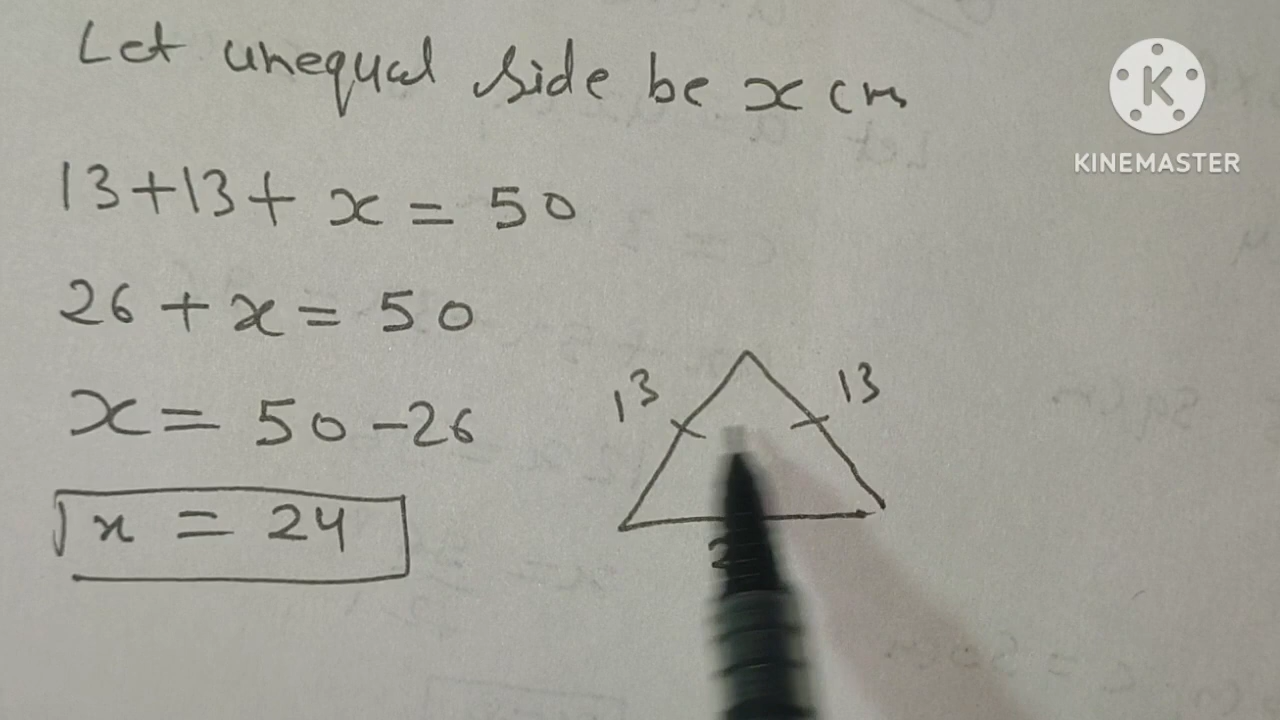 Let unequal side be x cm
K
KINEMASTER
13+13+ x = 50
26 + x = 50
x = 50 -26
x = 24
13
13